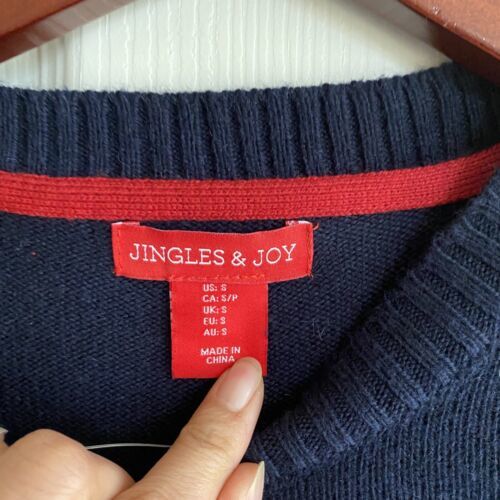 JINGLES & JOY
US: S
CA: S/P
UK: S
EU: S
AU: S
MADE IN
CHINA